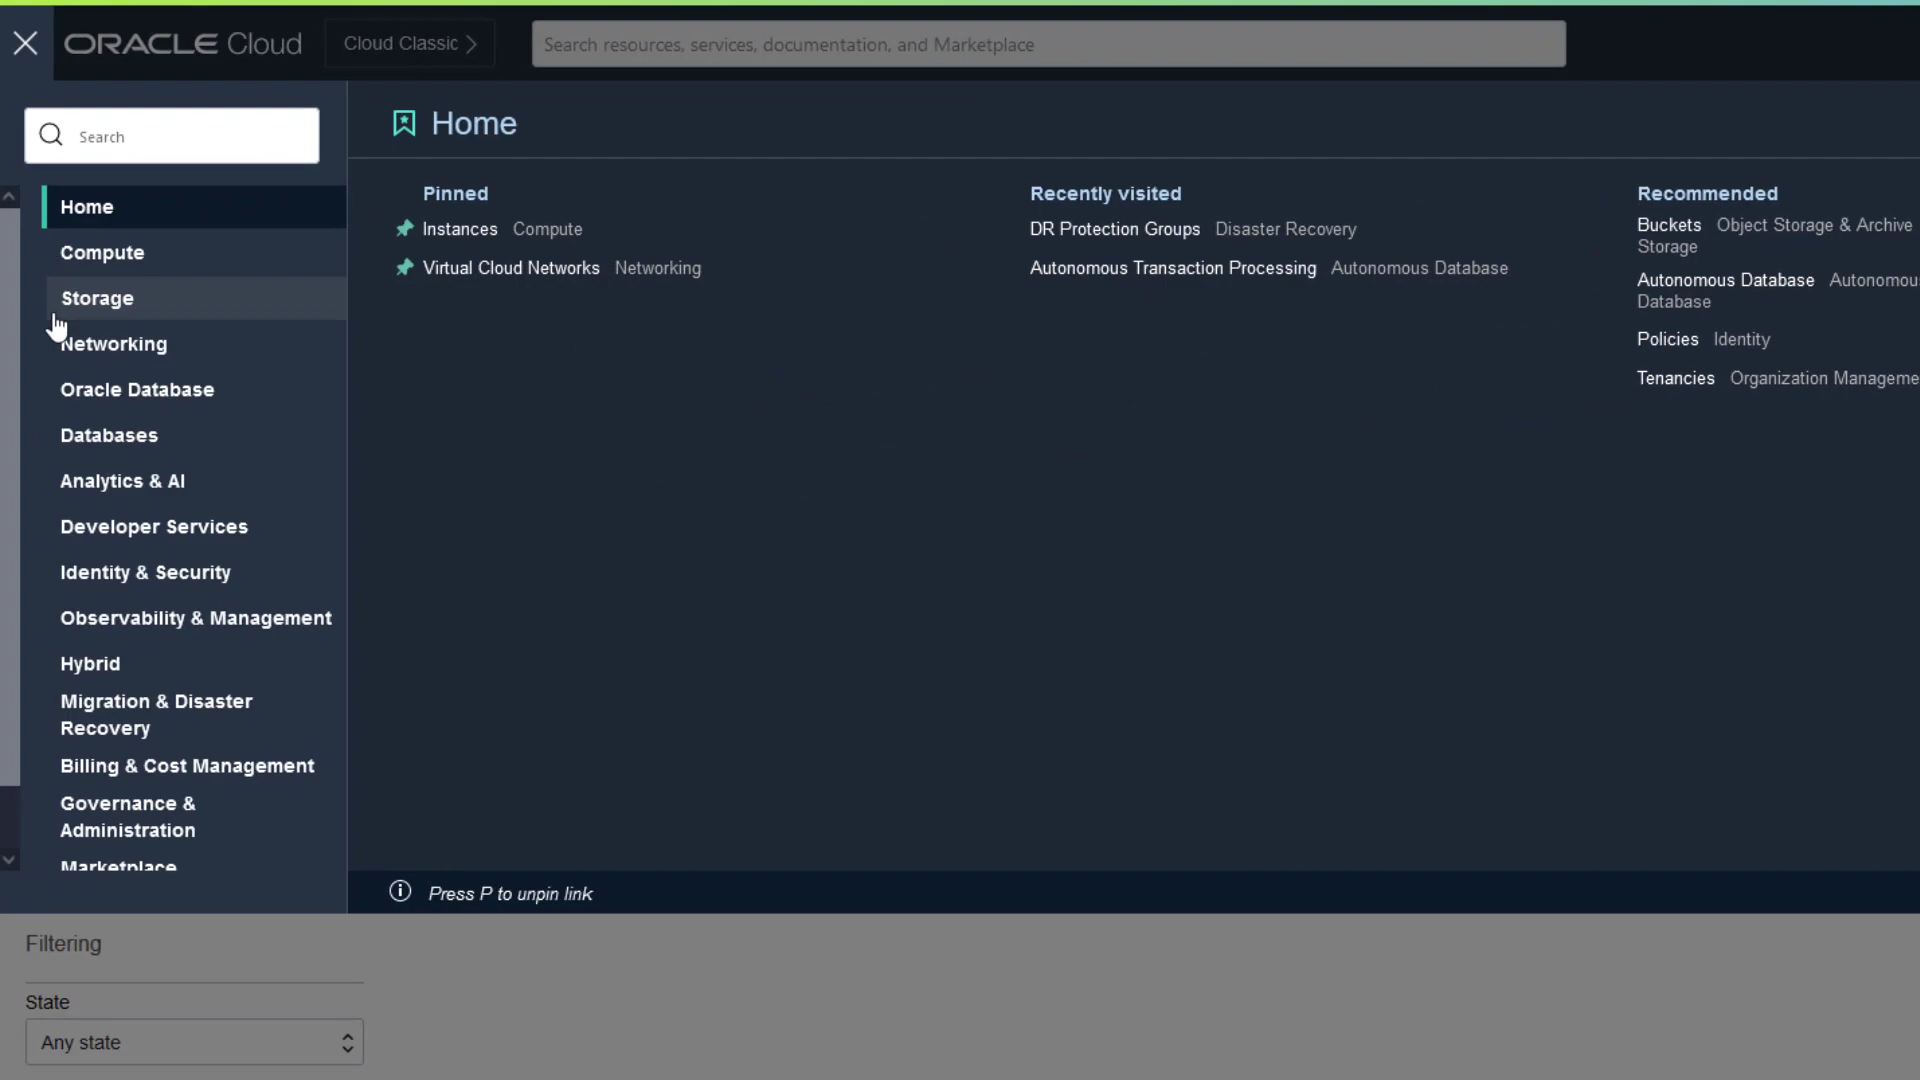 ORACLE Cloud
Cloud Classic
Search resources, services, documentation, and Marketplace
Search
Home
Compute
Storage
Networking
Oracle Database
Databases
Analytics & AI
Developer Services
Identity & Security
Observability & Management
Hybrid
Migration & Disaster
Recovery
Billing & Cost Management
Governance &
Administration
Marketplace
Home
Pinned
Instances Compute
Virtual Cloud Networks Networking
Recently visited
DR Protection Groups Disaster Recovery
Autonomous Transaction Processing Autonomous Database
Recommended
Buckets Object Storage & Archive
Storage
Autonomous Database Autonomous
Database
Policies Identity
Tenancies Organization Manageme
Press P to unpin link
Filtering
State
Any state